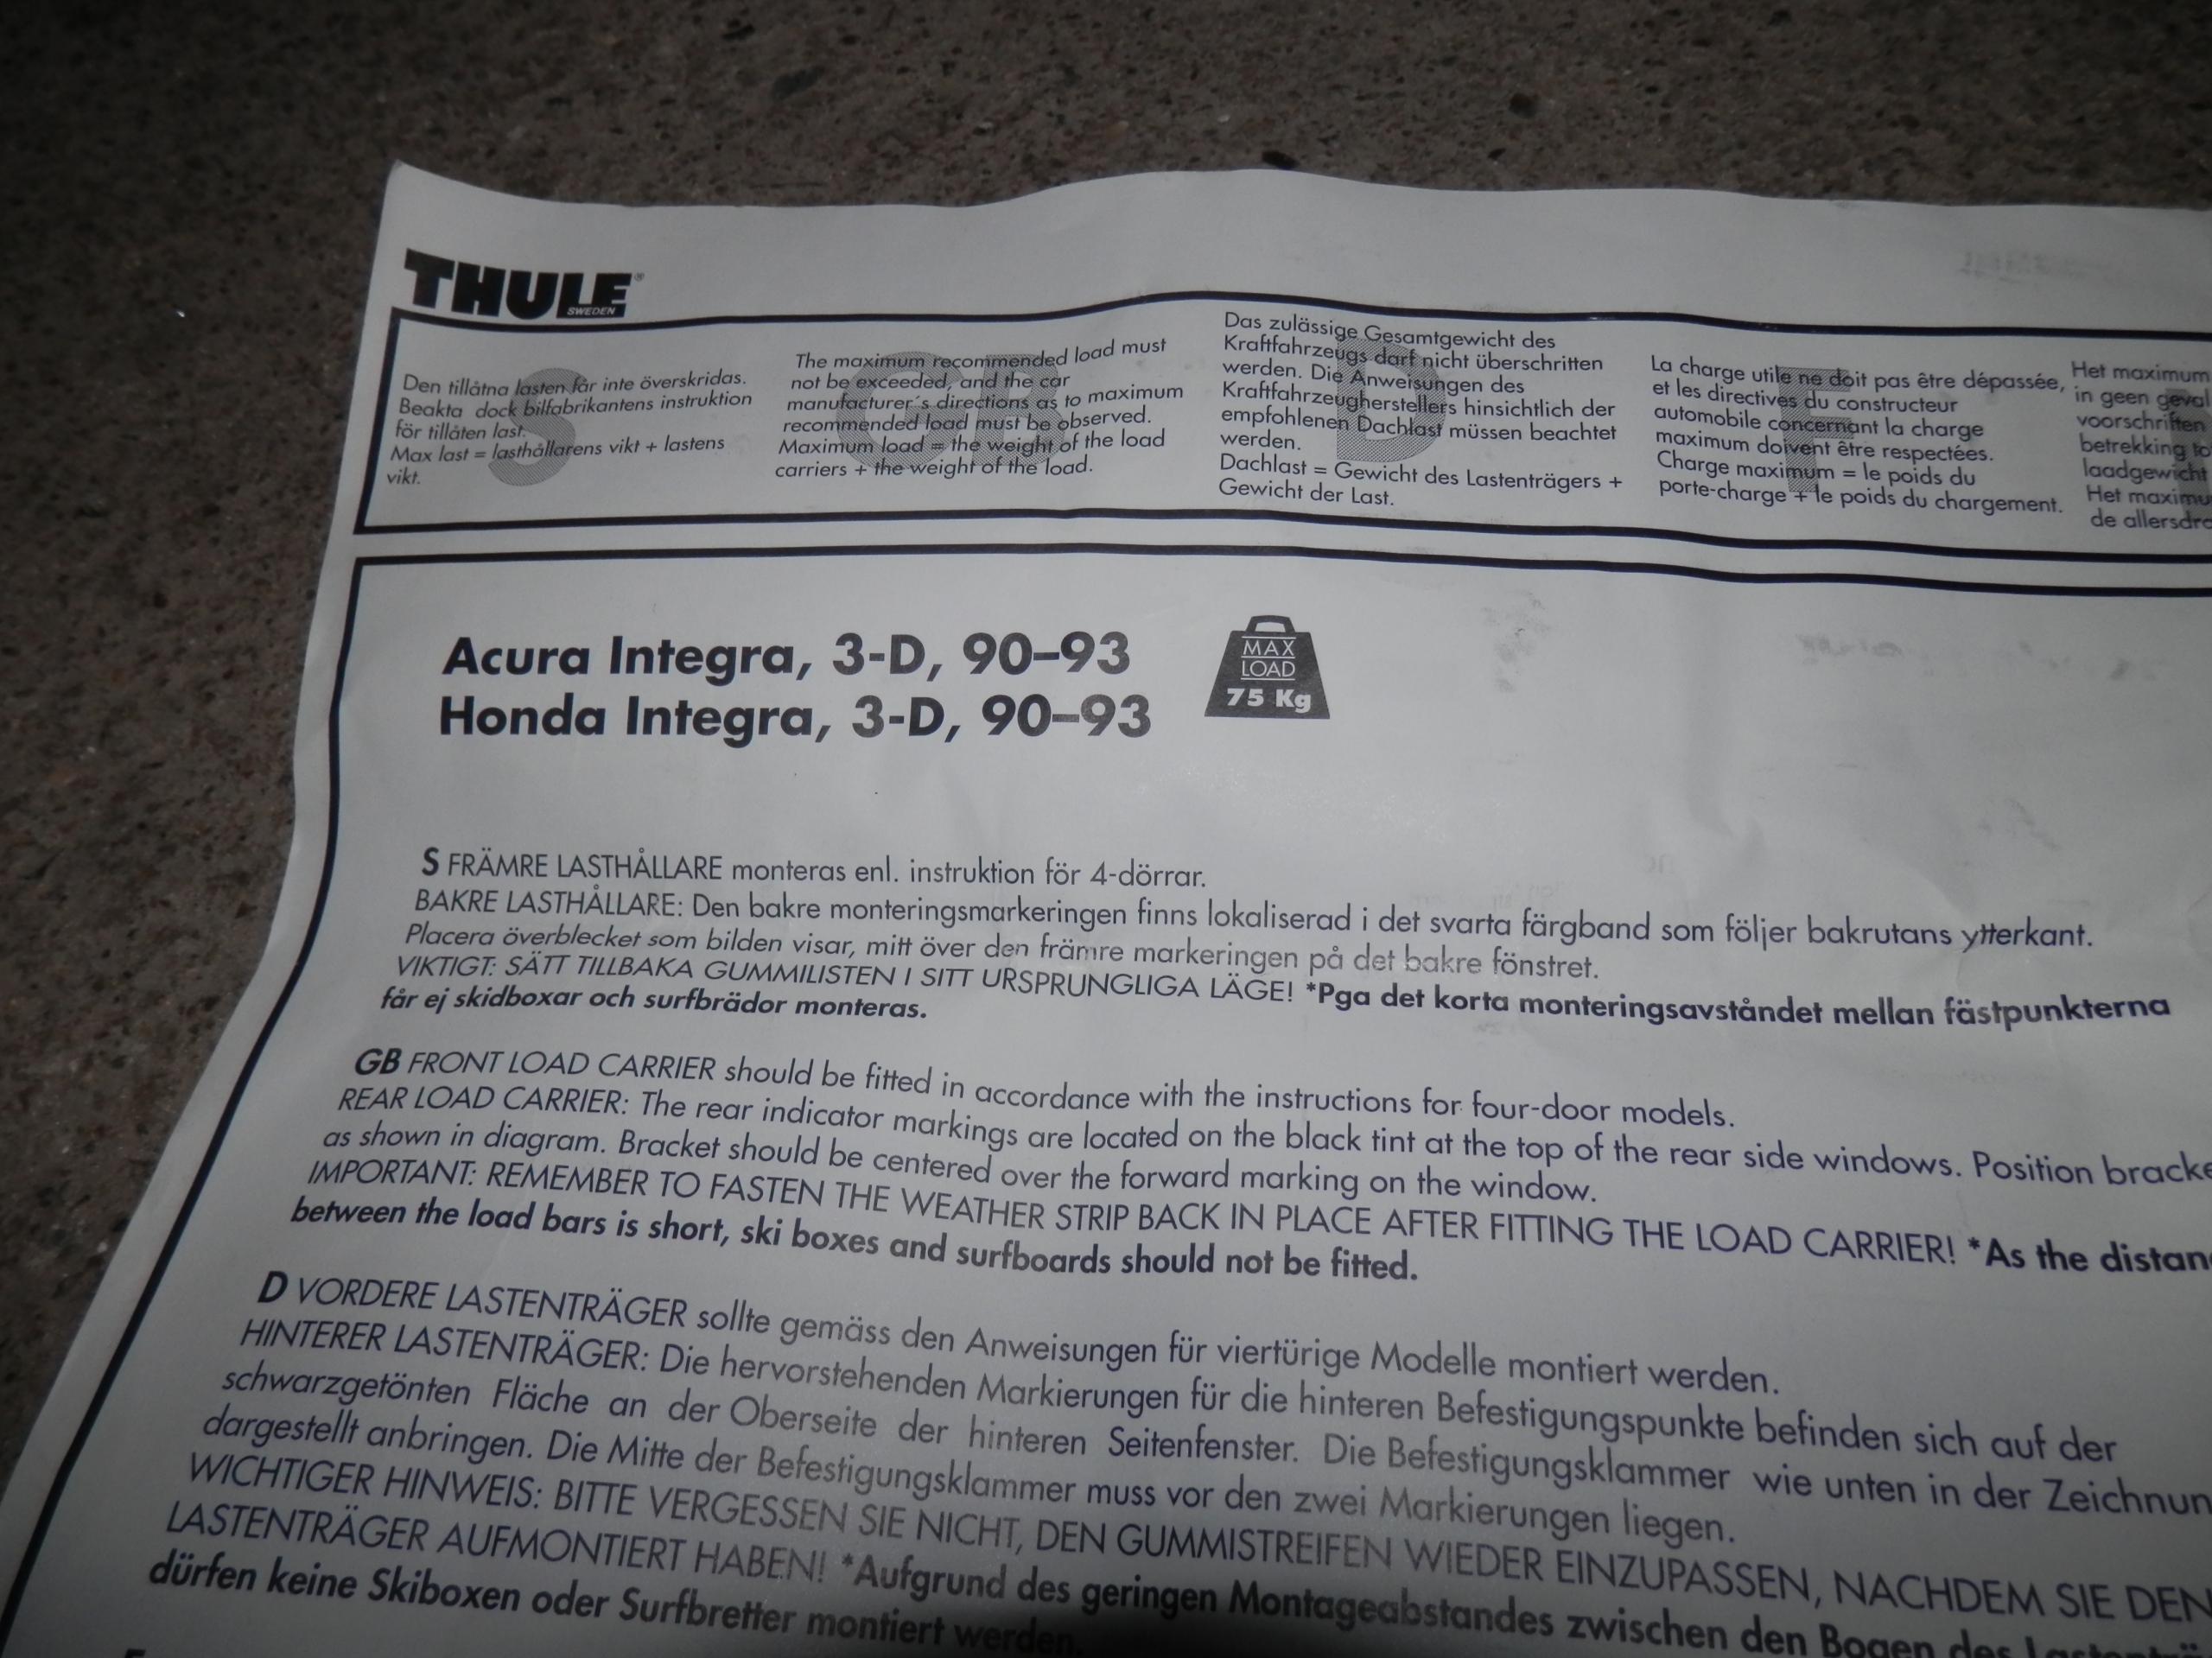 THULE®
SWEDEN
S
Den tillåtna lasten får inte överskridas.
Beakta dock bilfabrikantens instruktion
för tillåten last.
Max last = lasthållarens vikt + lastens
vikt.
GB
The maximum recommended load must
not be exceeded, and the car
manufacturer´s directions as to maximum
recommended load must be observed.
Maximum load = the weight of the load
carriers + the weight of the load.
D
Das zulässige Gesamtgewicht des
Kraftfahrzeugs darf nicht überschritten
werden. Die Anweisungen des
Kraftfahrzeugherstellers hinsichtlich der
empfohlenen Dachlast müssen beachtet
werden.
Dachlast = Gewicht des Lastenträgers +
Gewicht der Last.
F
La charge utile ne doit pas être dépassée,
et les directives du constructeur
automobile concernant la charge
maximum doivent être respectées.
Charge maximum = le poids du
porte-charge + le poids du chargement.
Het maximum
in geen geval
voorschriften
betrekking to
laadgewicht
Het maximu
de allersdra
Acura Integra, 3-D, 90–93
Honda Integra, 3-D, 90–93
MAX
LOAD
75 Kg
S FRÄMRE LASTHÅLLARE monteras enl. instruktion för 4-dörrar.
BAKRE LASTHÅLLARE: Den bakre monteringsmarkeringen finns lokaliserad i det svarta färgband som följer bakrutans ytterkant.
Placera överblecket som bilden visar, mitt över den främre markeringen på det bakre fönstret.
VIKTIGT: SÄTT TILLBAKA GUMMILISTEN I SITT URSPRUNGLIGA LÄGE! *Pga det korta monteringsavståndet mellan fästpunkterna
får ej skidboxar och surfbrädor monteras.
GB FRONT LOAD CARRIER should be fitted in accordance with the instructions for four-door models.
REAR LOAD CARRIER: The rear indicator markings are located on the black tint at the top of the rear side windows. Position bracke
as shown in diagram. Bracket should be centered over the forward marking on the window.
IMPORTANT: REMEMBER TO FASTEN THE WEATHER STRIP BACK IN PLACE AFTER FITTING THE LOAD CARRIER! *As the distan
between the load bars is short, ski boxes and surfboards should not be fitted.
D VORDERE LASTENTRÄGER sollte gemäss den Anweisungen für viertürige Modelle montiert werden.
HINTERER LASTENTRÄGER: Die hervorstehenden Markierungen für die hinteren Befestigungspunkte befinden sich auf der
schwarzgetönten Fläche an der Oberseite der hinteren Seitenfenster. Die Befestigungsklammer wie unten in der Zeichnun
dargestellt anbringen. Die Mitte der Befestigungsklammer muss vor den zwei Markierungen liegen.
WICHTIGER HINWEIS: BITTE VERGESSEN SIE NICHT, DEN GUMMISTREIFEN WIEDER EINZUPASSEN, NACHDEM SIE DEN
LASTENTRÄGER AUFMONTIERT HABEN! *Aufgrund des geringen Montageabstandes zwischen den Bogen des
dürfen keine Skiboxen oder Surfbretter montiert werden.